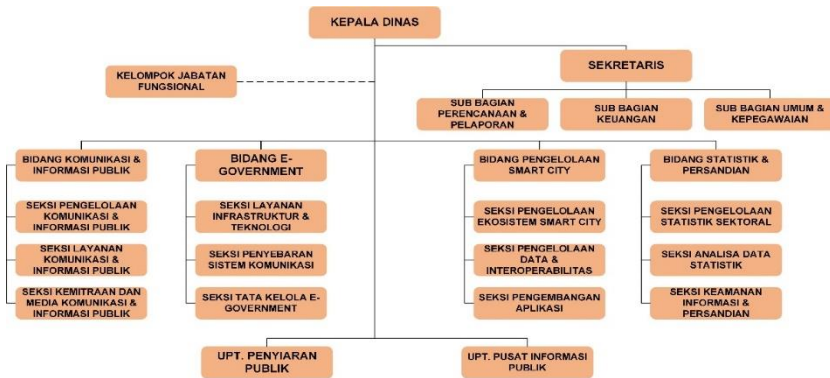 KEPALA DINAS
SEKRETARIS
KELOMPOK JABATAN
FUNGSIONAL
SUB BAGIAN
PERENCANAAN &
PELAPORAN
SUB BAGIAN
KEUANGAN
SUB BAGIAN UMUM &
KEPEGAWAIAN
BIDANG KOMUNIKASI &
INFORMASI PUBLIK
SEKSI PENGELOLAAN
KOMUNIKASI &
INFORMASI PUBLIK
SEKSI LAYANAN
KOMUNIKASI &
INFORMASI PUBLIK
SEKSI KEMITRAAN DAN
MEDIA KOMUNIKASI &
INFORMASI PUBLIK
BIDANG E-
GOVERNMENT
SEKSI LAYANAN
INFRASTRUKTUR &
TEKNOLOGI
SEKSI PENYEBARAN
SISTEM KOMUNIKASI
SEKSI TATA KELOLA E-
GOVERNMENT
BIDANG PENGELOLAAN
SMART CITY
SEKSI PENGELOLAAN
EKOSISTEM SMART CITY
SEKSI PENGELOLAAN
DATA &
INTEROPERABILITAS
SEKSI PENGEMBANGAN
APLIKASI
BIDANG STATISTIK &
PERSANDIAN
SEKSI PENGELOLAAN
STATISTIK SEKTORAL
SEKSI ANALISA DATA
STATISTIK
SEKSI KEAMANAN
INFORMASI &
PERSANDIAN
UPT. PENYIARAN
PUBLIK
UPT. PUSAT INFORMASI
PUBLIK